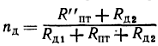 n_д = (R''_пт + R_д2) / (R_д1 + R_пт + R_д2)